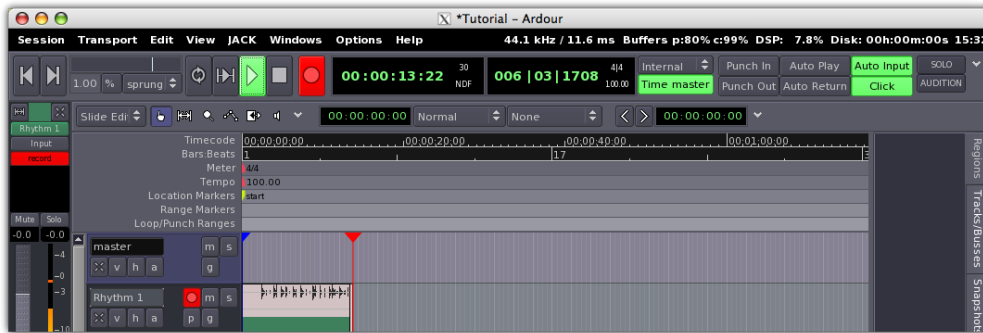 *Tutorial – Ardour
Session Transport Edit View JACK Windows Options Help 44.1 kHz / 11.6 ms Buffers p:80% c:99% DSP: 7.8% Disk: 00h:00m:00s 15:3
1.00 % sprung 00:00:13:22 30 NDF 006|03|1708 4|4 100.00 Internal Time master Punch In Punch Out Auto Play Auto Return Auto Input Click SOLO AUDITION
Slide Edit 00:00:00:00 Normal None 00:00:00:00
Rhythm 1
Input
record
Mute Solo
-0.0 -0.0
-4
-0
-3
-10
Timecode 00:00:00:00 00:00:20:00 00:00:40:00 00:01:00:00
Bars:Beats 1 17 3
Meter 4/4
Tempo 100.00
Location Markers start
Range Markers
Loop/Punch Ranges
master m s
v h a g
Rhythm 1 m s
v h a p g
Regions
Tracks/Busses
Snapshots